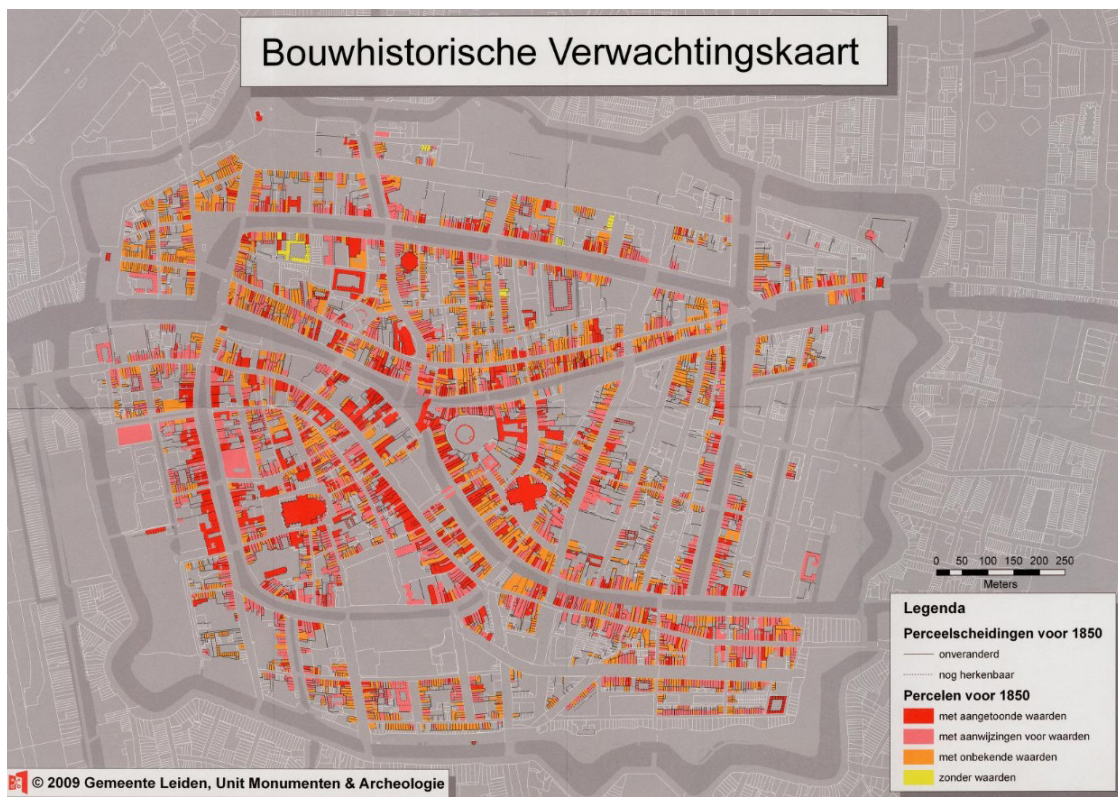 Bouwhistorische Verwachtingskaart
0 50 100 150 200 250
Meters
Legenda
Perceelscheidingen voor 1850
onveranderd
nog herkenbaar
Percelen voor 1850
met aangetoonde waarden
met aanwijzingen voor waarden
met onbekende waarden
zonder waarden
© 2009 Gemeente Leiden, Unit Monumenten & Archeologie